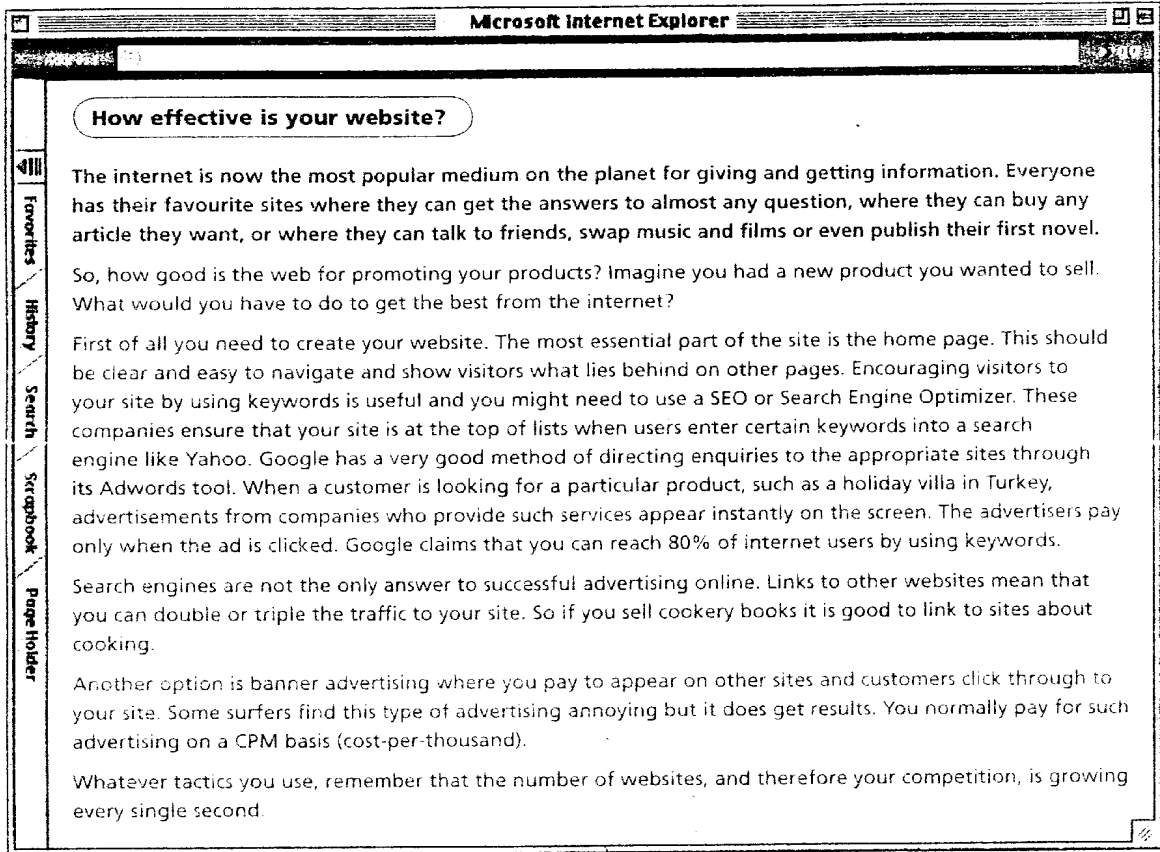 Microsoft Internet Explorer
How effective is your website?
The internet is now the most popular medium on the planet for giving and getting information. Everyone
has their favourite sites where they can get the answers to almost any question, where they can buy any
article they want, or where they can talk to friends, swap music and films or even publish their first novel.
So, how good is the web for promoting your products? Imagine you had a new product you wanted to sell.
What would you have to do to get the best from the internet?
First of all you need to create your website. The most essential part of the site is the home page. This should
be clear and easy to navigate and show visitors what lies behind on other pages. Encouraging visitors to
your site by using keywords is useful and you might need to use a SEO or Search Engine Optimizer. These
companies ensure that your site is at the top of lists when users enter certain keywords into a search
engine like Yahoo. Google has a very good method of directing enquiries to the appropriate sites through
its Adwords tool. When a customer is looking for a particular product, such as a holiday villa in Turkey,
advertisements from companies who provide such services appear instantly on the screen. The advertisers pay
only when the ad is clicked. Google claims that you can reach 80% of internet users by using keywords.
Search engines are not the only answer to successful advertising online. Links to other websites mean that
you can double or triple the traffic to your site. So if you sell cookery books it is good to link to sites about
cooking.
Another option is banner advertising where you pay to appear on other sites and customers click through to
your site. Some surfers find this type of advertising annoying but it does get results. You normally pay for such
advertising on a CPM basis (cost-per-thousand).
Whatever tactics you use, remember that the number of websites, and therefore your competition, is growing
every single second.
Favorites
History
Search
Scrapbook
Page Holder